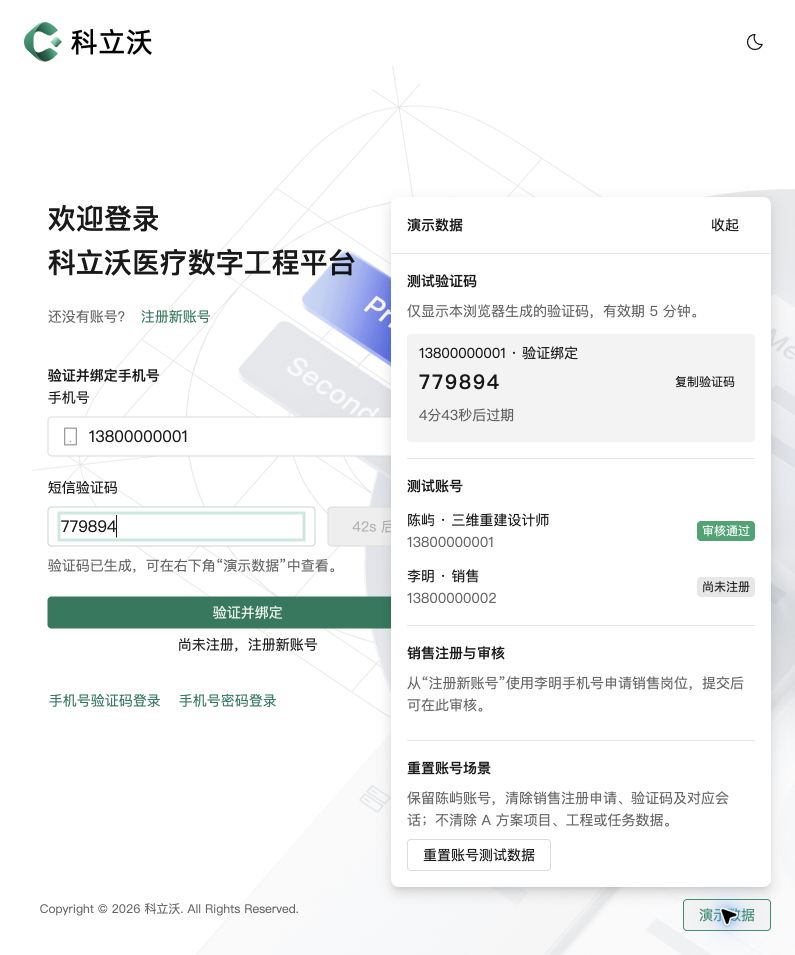 科立沃
欢迎登录
科立沃医疗数字工程平台
还没有账号? 注册新账号
验证并绑定手机号
手机号
13800000001
短信验证码
779894
42s 后
验证码已生成，可在右下角“演示数据”中查看。
验证并绑定
尚未注册，注册新账号
手机号验证码登录 手机号密码登录
Second
演示数据 收起
测试验证码
仅显示本浏览器生成的验证码，有效期 5 分钟。
13800000001 · 验证绑定
779894
复制验证码
4分43秒后过期
测试账号
陈屿 · 三维重建设计师
13800000001
审核通过
李明 · 销售
13800000002
尚未注册
销售注册与审核
从“注册新账号”使用李明手机号申请销售岗位，提交后
可在此审核。
重置账号场景
保留陈屿账号，清除销售注册申请、验证码及对应会
话；不清除 A 方案项目、工程或任务数据。
重置账号测试数据
Copyright © 2026 科立沃. All Rights Reserved.
演示数据